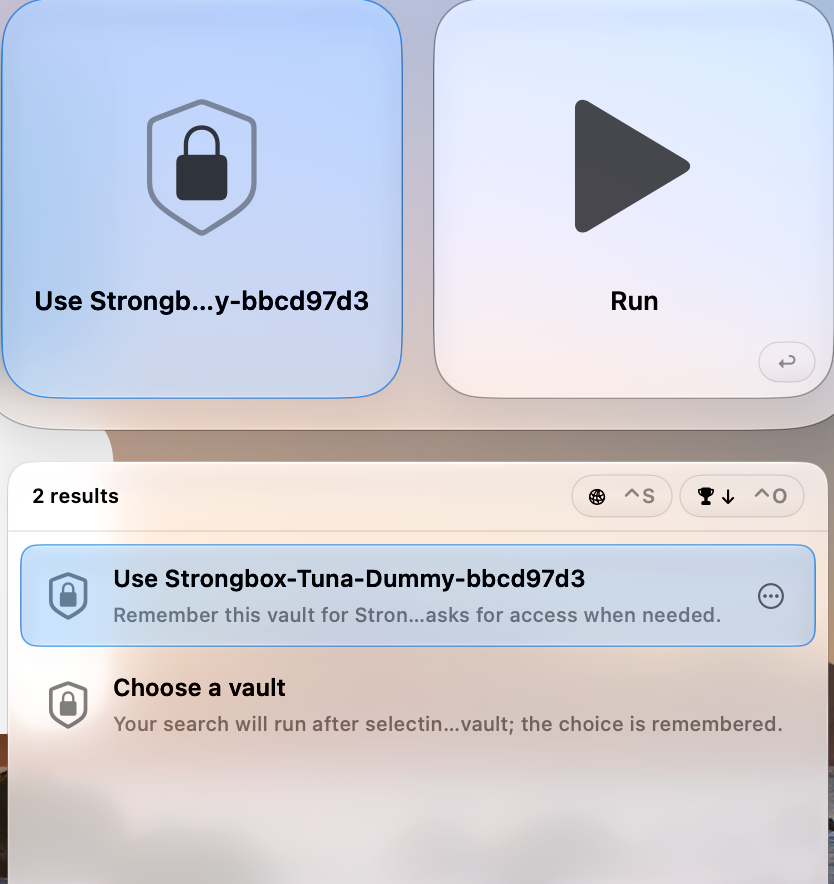 Use Strongb...y-bbcd97d3
Run
2 results
^S
^O
Use Strongbox-Tuna-Dummy-bbcd97d3
Remember this vault for Stron...asks for access when needed.
Choose a vault
Your search will run after selectin...vault; the choice is remembered.